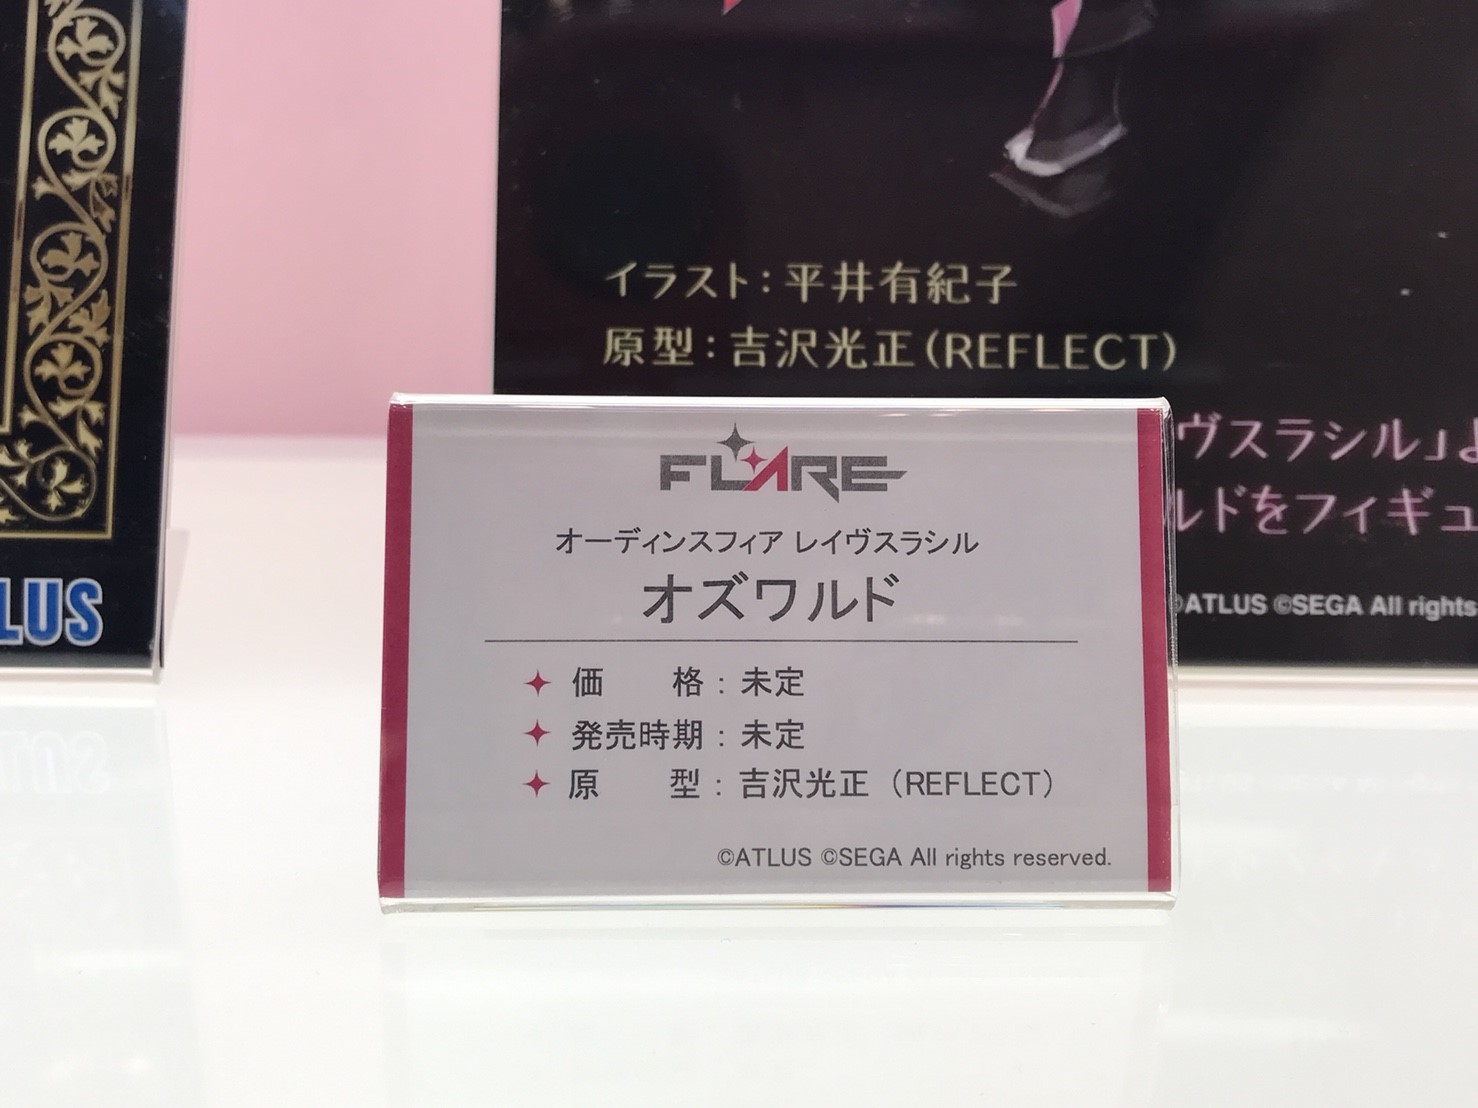 イラスト：平井有紀子
原型：吉沢光正（REFLECT）
ヴスラシル」よ
ルドをフィギュ
©ATLUS ©SEGA All rights
LUS
FLARE
オーディンスフィア レイヴスラシル
オズワルド
価　格：未定
発売時期：未定
原　型：吉沢光正（REFLECT）
©ATLUS ©SEGA All rights reserved.